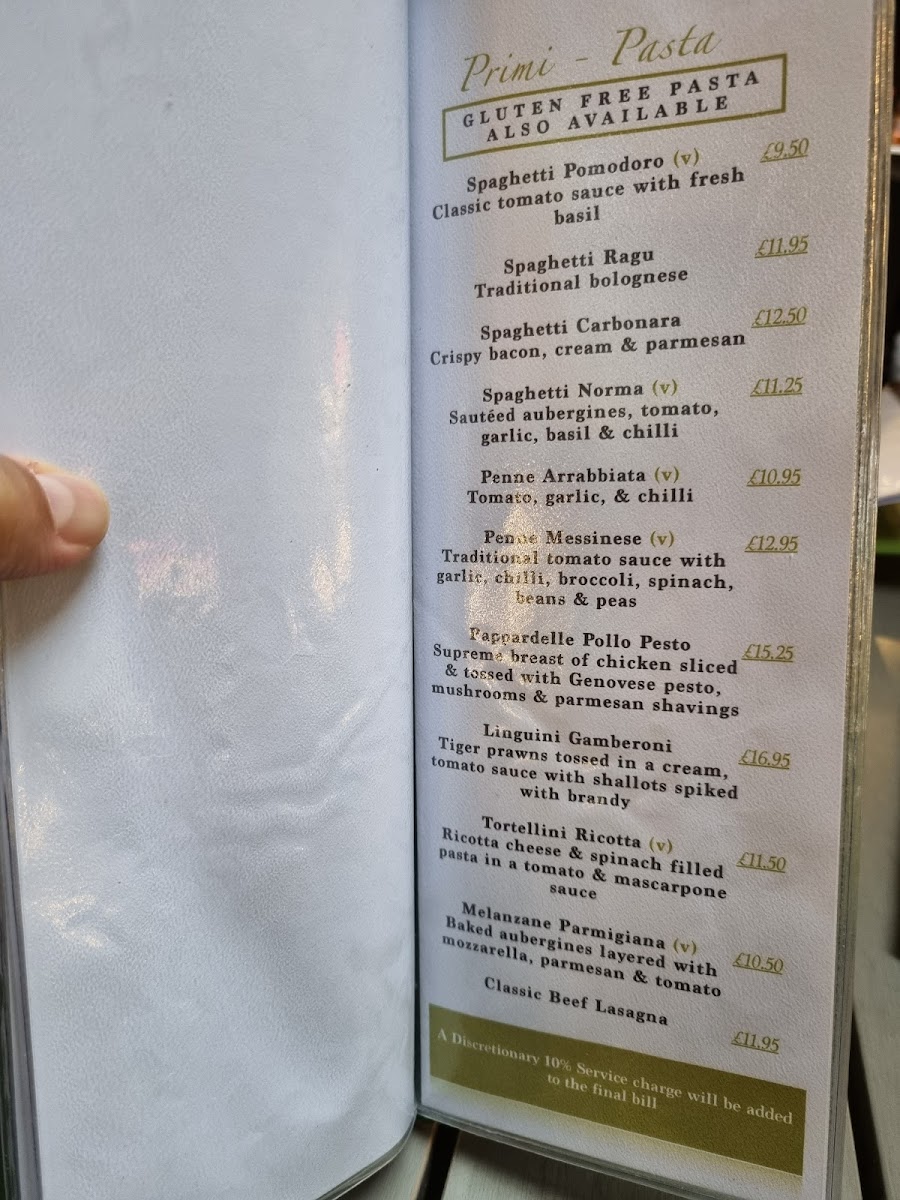 Primi - Pasta
GLUTEN FREE PASTA
ALSO AVAILABLE
Spaghetti Pomodoro (v) £9.50
Classic tomato sauce with fresh
basil
Spaghetti Ragu £11.95
Traditional bolognese
Spaghetti Carbonara £12.50
Crispy bacon, cream & parmesan
Spaghetti Norma (v) £11.25
Sautéed aubergines, tomato,
garlic, basil & chilli
Penne Arrabbiata (v) £10.95
Tomato, garlic, & chilli
Penne Messinese (v) £12.95
Traditional tomato sauce with
garlic, chilli, broccoli, spinach,
beans & peas
Pappardelle Pollo Pesto £15.25
Supreme breast of chicken sliced
& tossed with Genovese pesto,
mushrooms & parmesan shavings
Linguini Gamberoni £16.95
Tiger prawns tossed in a cream,
tomato sauce with shallots spiked
with brandy
Tortellini Ricotta (v) £11.50
Ricotta cheese & spinach filled
pasta in a tomato & mascarpone
sauce
Melanzane Parmigiana (v) £10.50
Baked aubergines layered with
mozzarella, parmesan & tomato
Classic Beef Lasagna £11.95
A Discretionary 10% Service charge will be added
to the final bill